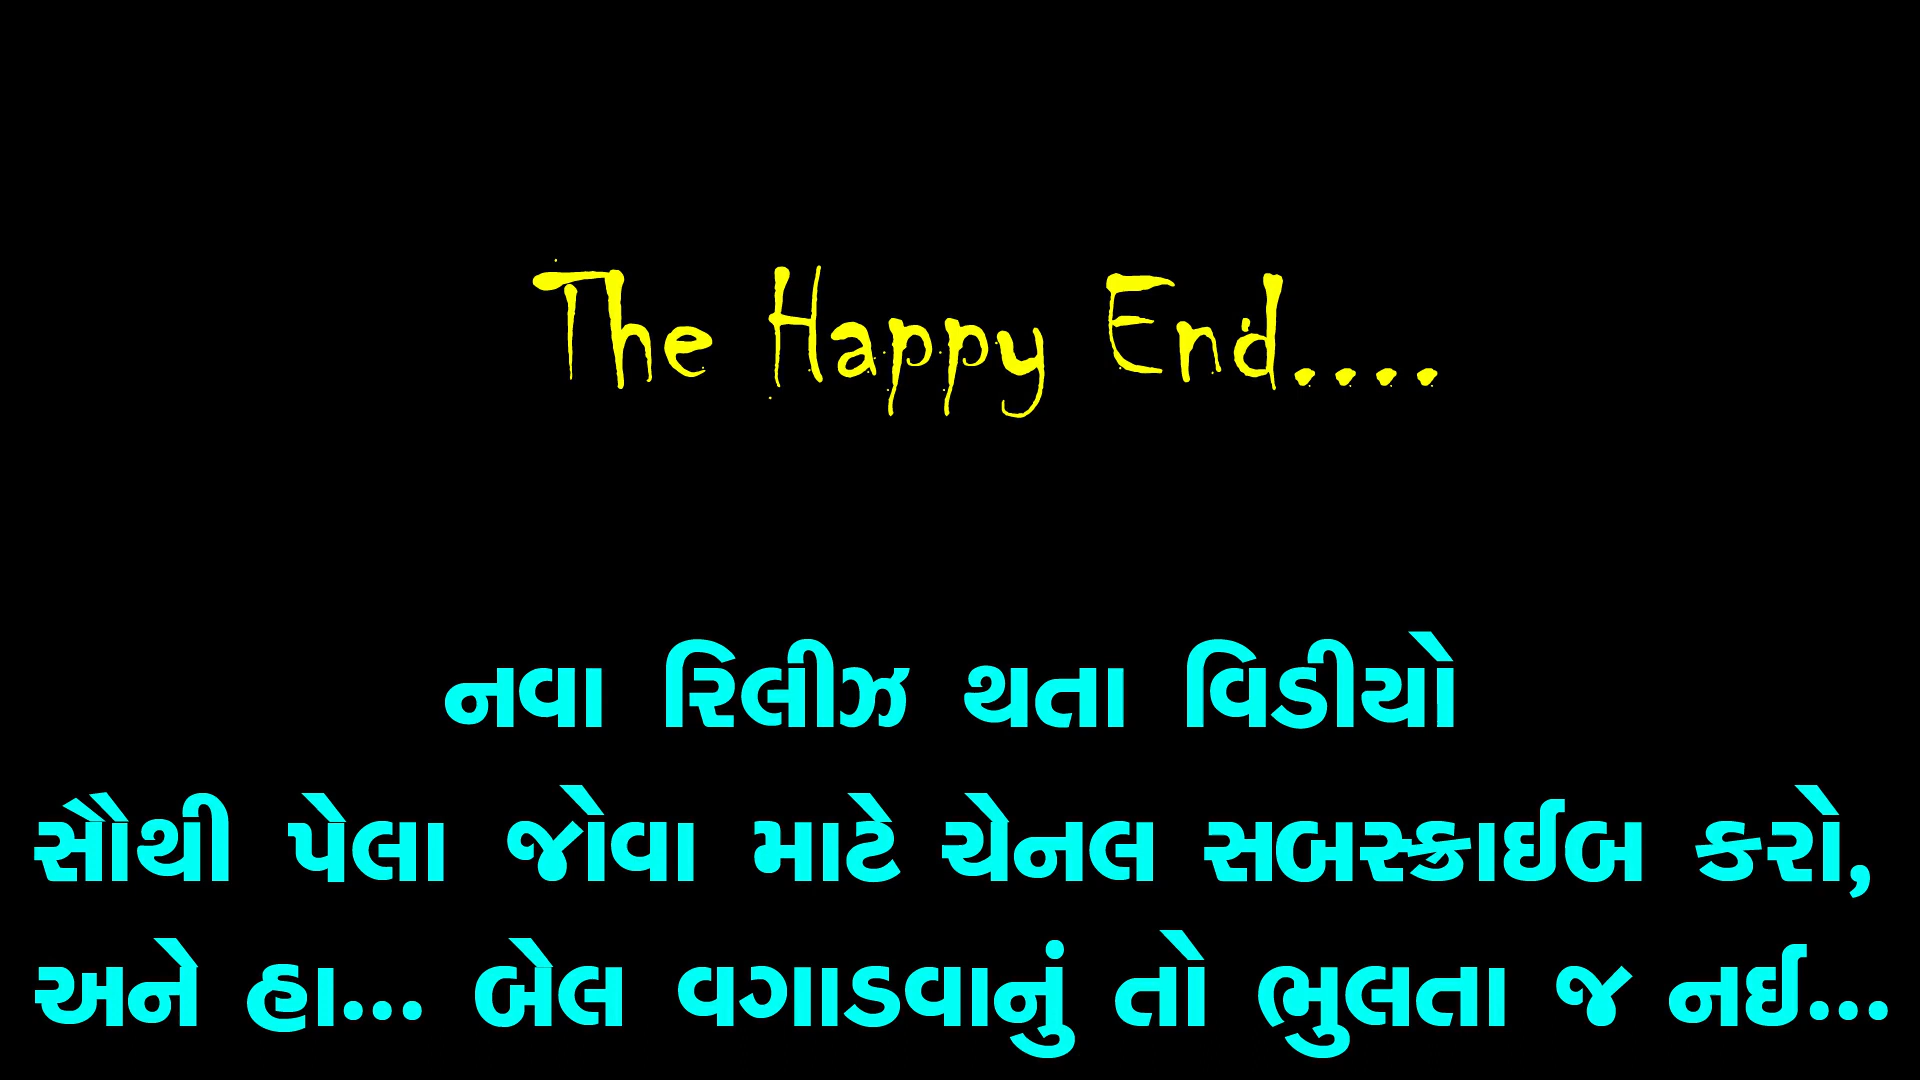 The Happy End....
નવા રિલીઝ થતા વિડીયો
સૌથી પેલા જોવા માટે ચેનલ સબસ્ક્રાઈબ કરો,
અને હા... બેલ વગાડવાનું તો ભુલતા જ નઈ...